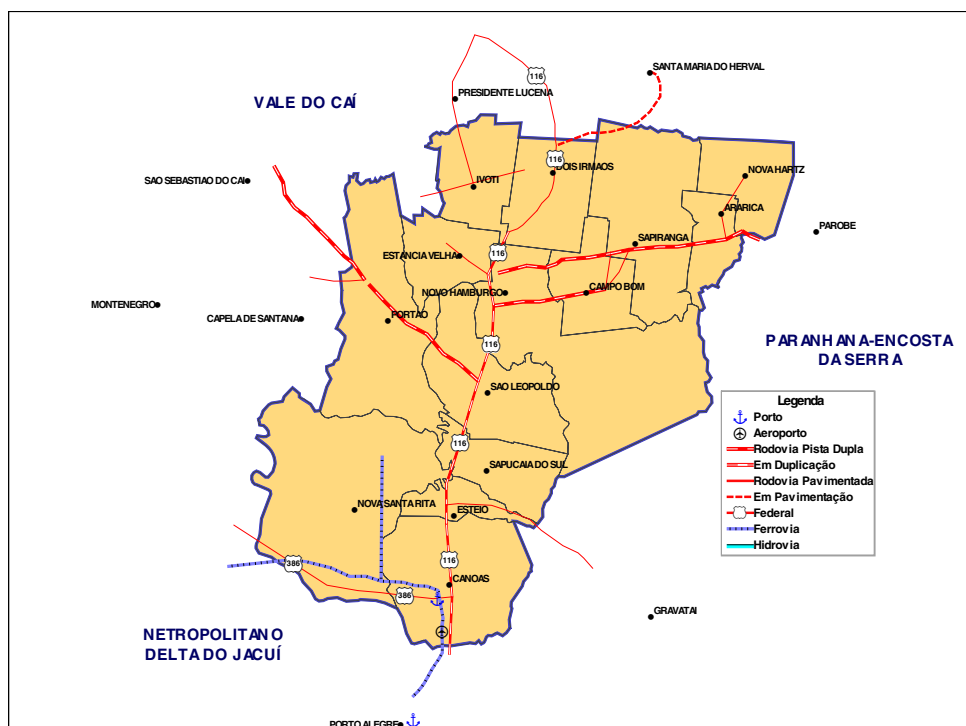 116
SANTA MARIA DO HERVAL
PRESIDENTE LUCENA
VALE DO CAÍ
116
DOIS IRMAOS
NOVA HARTZ
SAO SEBASTIAO DO CAI
IVOTI
ARARICA
PAROBE
SAPIRANGA
116
ESTANCIA VELHA
NOVO HAMBURGO
CAMPO BOM
MONTENEGRO
CAPELA DE SANTANA
PORTAO
116
PARANHANA-ENCOSTA
DA SERRA
SAO LEOPOLDO
Legenda
Porto
Aeroporto
Rodovia Pista Dupla
Em Duplicação
Rodovia Pavimentada
Em Pavimentação
Federal
Ferrovia
Hidrovia
116
SAPUCAIA DO SUL
NOVA SANTA RITA
ESTEIO
386
116
CANOAS
386
GRAVATAI
NETROPOLITANO
DELTA DO JACUÍ
PORTO ALEGRE